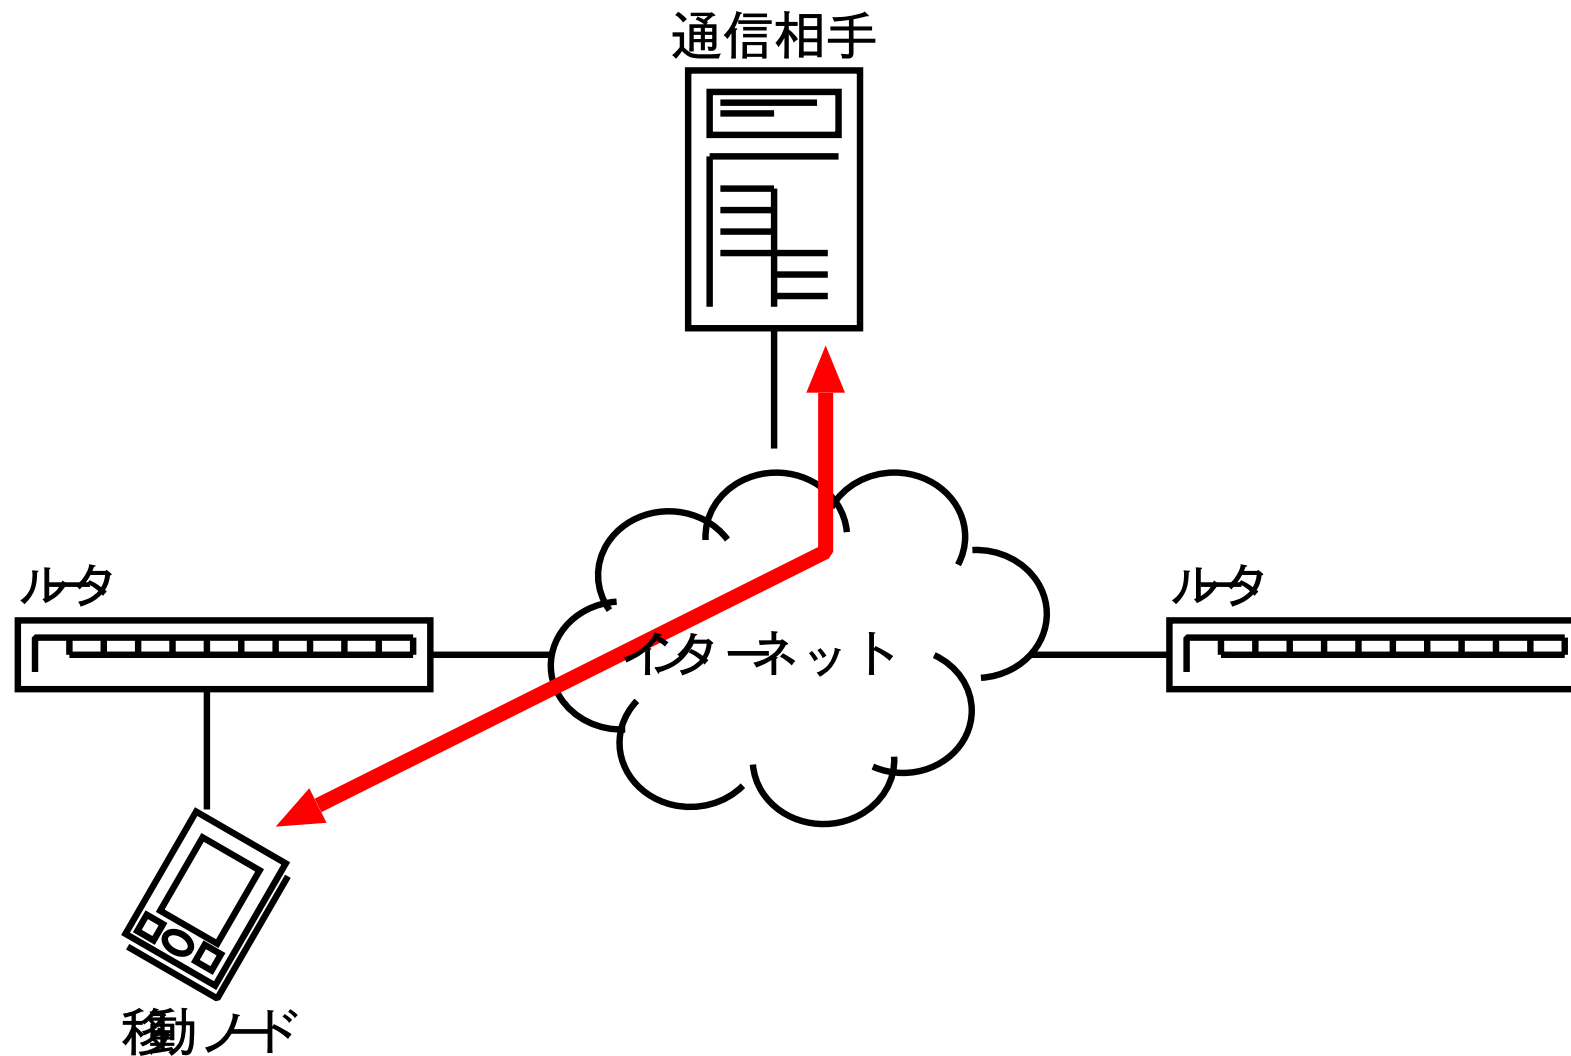 通信相手
ルータ
ルータ
インターネット
移動ノード